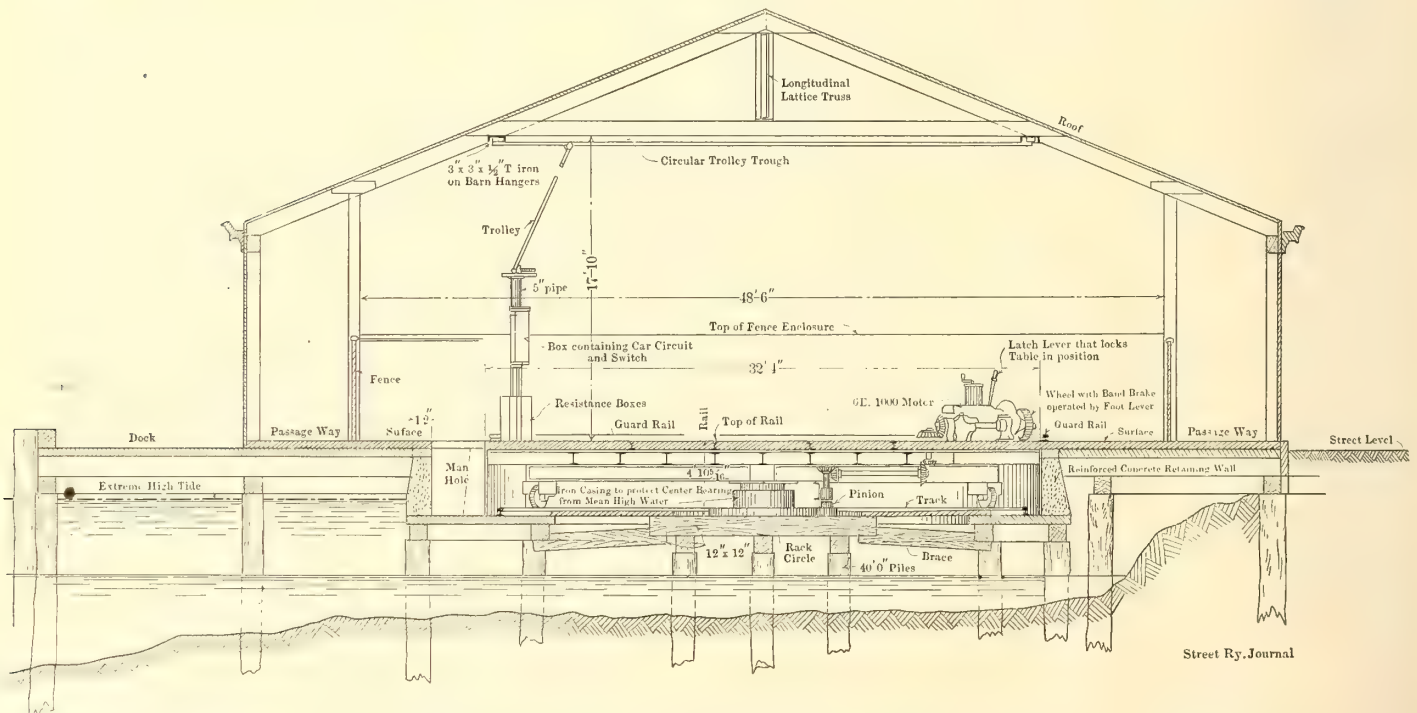 Longitudinal
Lattice Truss
Roof
3" x 3" x ½" T iron
on Barn Hangers
Circular Trolley Trough
Trolley
17'-10"
5" pipe
48'-6"
Top of Fence Enclosure
Box containing Car Circuit
and Switch
Latch Lever that locks
Table in position
32' 4"
Fence
Resistance Boxes
GE. 1000 Motor
Wheel with Band Brake
operated by Foot Lever
12"
Rail
Guard Rail
Top of Rail
Guard Rail
Dock
Passage Way
Suface
Surface
Passage Way
Street Level
Man
Hole
Reinforced Concrete Retaining Wall
Extreme High Tide
Iron Casing to protect Center Bearing
from Mean High Water
Pinion
Track
12" x 12"
Rack
Circle
Brace
40' 0" Piles
Street Ry. Journal